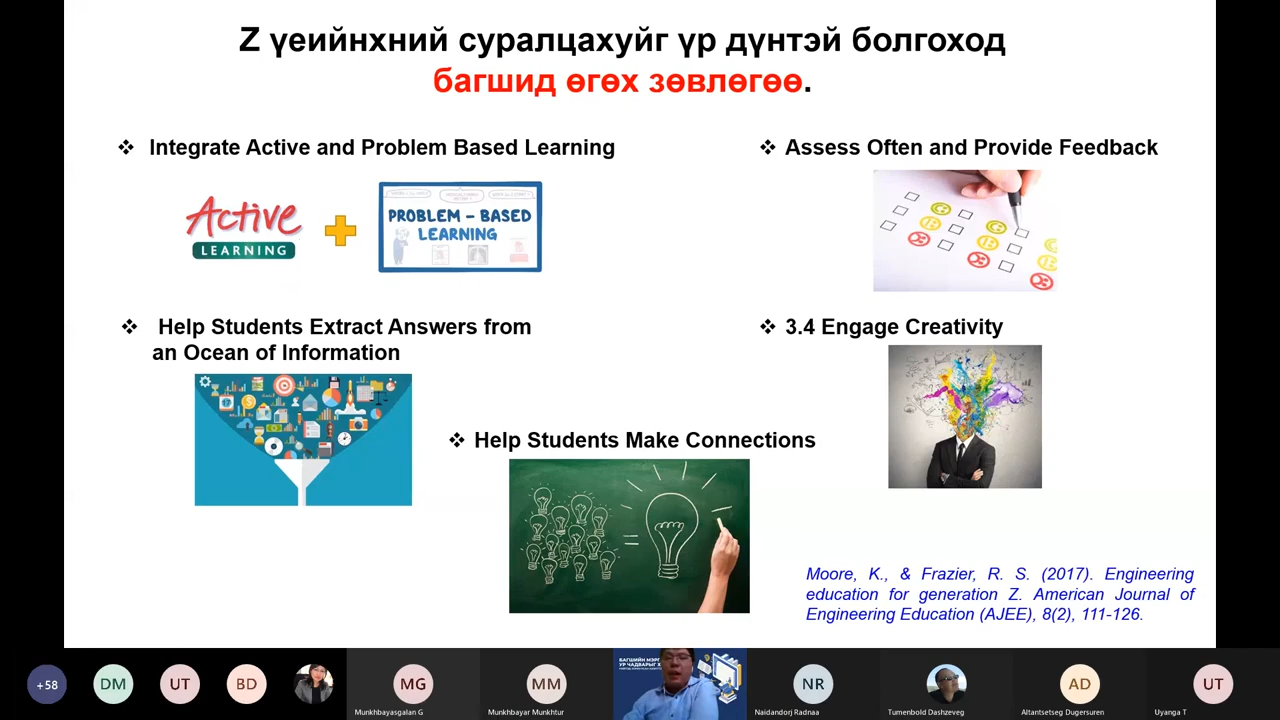 Z үеийнхний суралцахуйг үр дүнтэй болгоход
багшид өгөх зөвлөгөө.
❖ Integrate Active and Problem Based Learning
❖ Assess Often and Provide Feedback
Active
LEARNING
PROBLEM - BASED
LEARNING
❖ Help Students Extract Answers from
an Ocean of Information
❖ 3.4 Engage Creativity
❖ Help Students Make Connections
Moore, K., & Frazier, R. S. (2017). Engineering
education for generation Z. American Journal of
Engineering Education (AJEE), 8(2), 111-126.
+58
DM
UT
BD
MG
Munkhbayasgalan G
MM
Munkhbayar Munkhtur
NR
Naidandorj Radnaa
Tumenbold Dashzeveg
AD
Altantsetseg Dugersuren
UT
Uyanga T